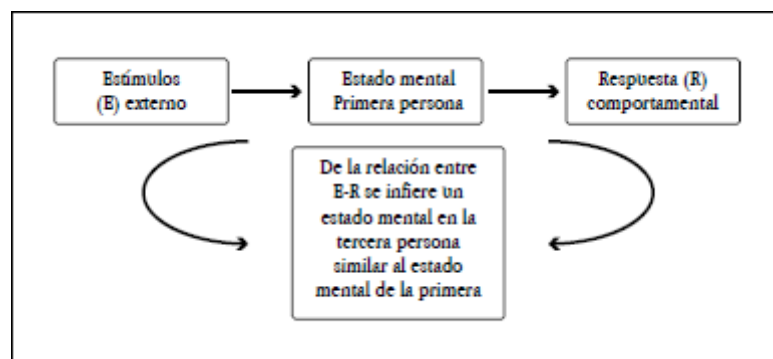 Estímulos
(E) externo
Estado mental
Primera persona
Respuesta (R)
comportamental
De la relación entre
E-R se infiere un
estado mental en la
tercera persona
similar al estado
mental de la primera